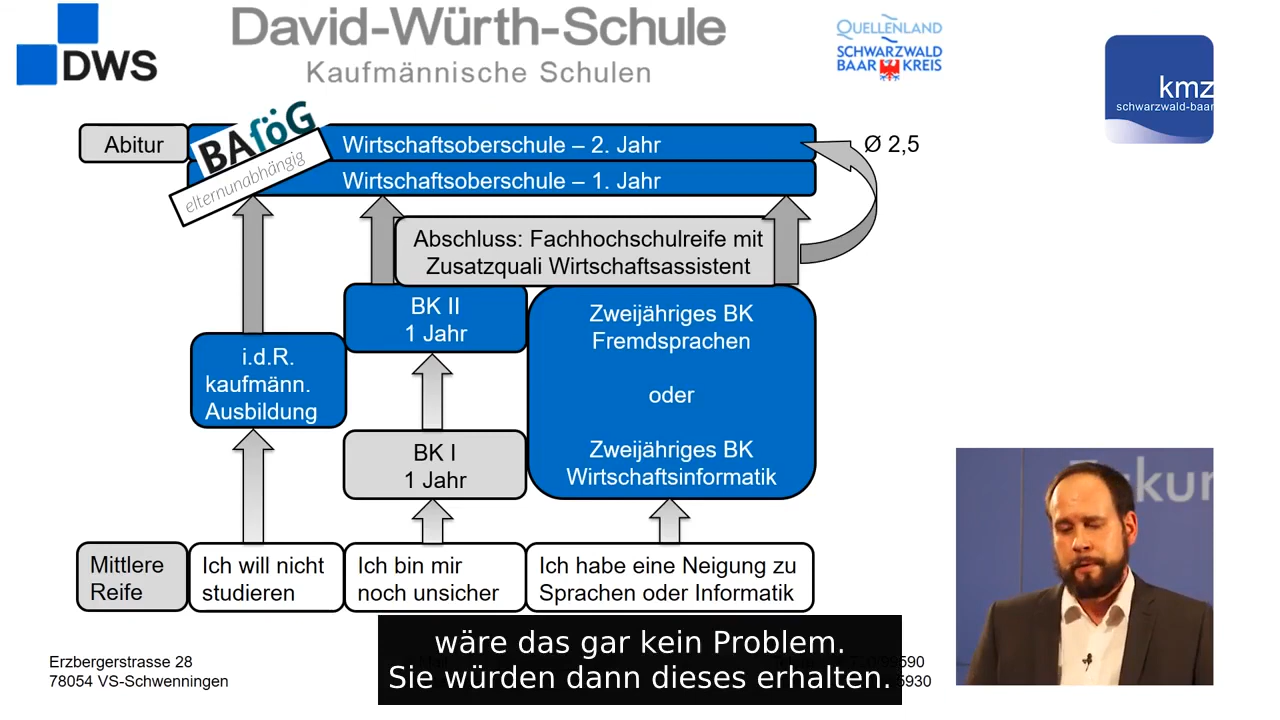 DWS
David-Würth-Schule
Kaufmännische Schulen
QUELLENLAND
SCHWARZWALD
BAAR KREIS
kmz
schwarzwald-baar
Abitur
BAföG
elternunabhängig
Wirtschaftsoberschule – 2. Jahr
Ø 2,5
Wirtschaftsoberschule – 1. Jahr
Abschluss: Fachhochschulreife mit
Zusatzquali Wirtschaftsassistent
BK II
1 Jahr
Zweijähriges BK
Fremdsprachen
oder
Zweijähriges BK
Wirtschaftsinformatik
i.d.R.
kaufmänn.
Ausbildung
BK I
1 Jahr
Mittlere
Reife
Ich will nicht
studieren
Ich bin mir
noch unsicher
Ich habe eine Neigung zu
Sprachen oder Informatik
wäre das gar kein Problem.
Sie würden dann dieses erhalten.
Erzbergerstrasse 28
78054 VS-Schwenningen